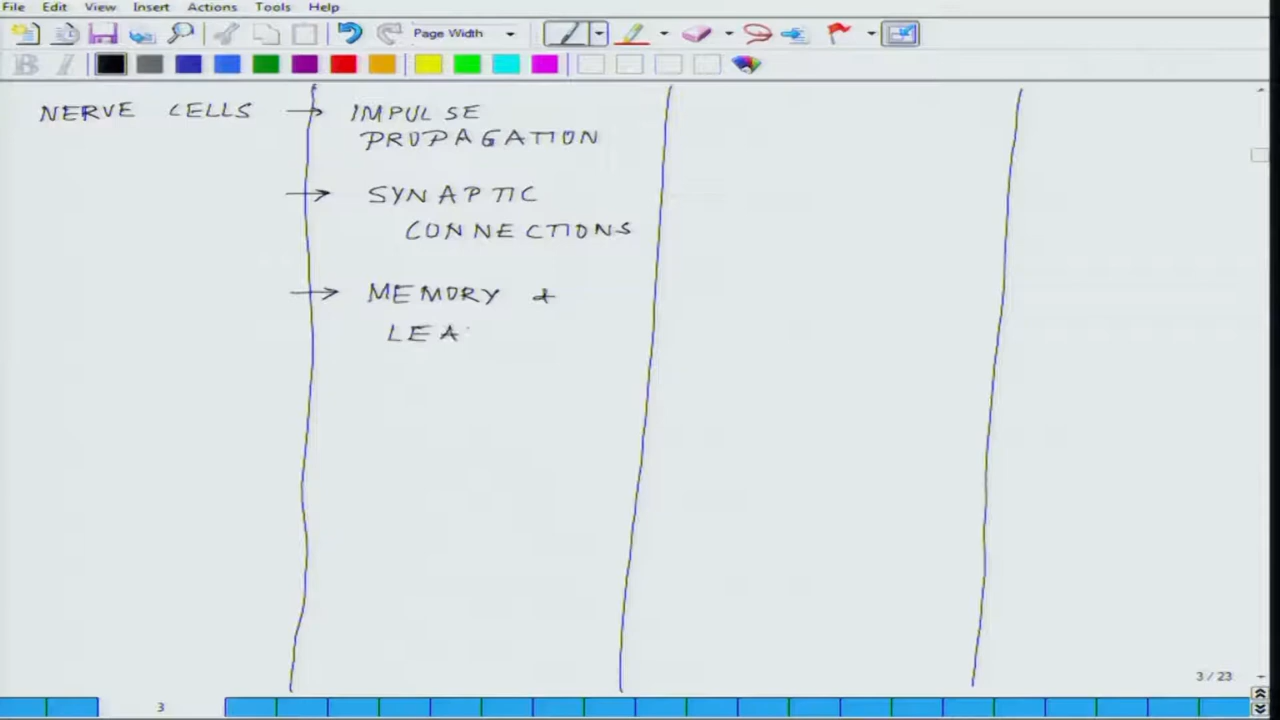 File Edit View Insert Actions Tools Help
Page Width
NERVE CELLS → IMPULSE
PROPAGATION
→ SYNAPTIC
CONNECTIONS
→ MEMORY +
LEA
3 / 23
3